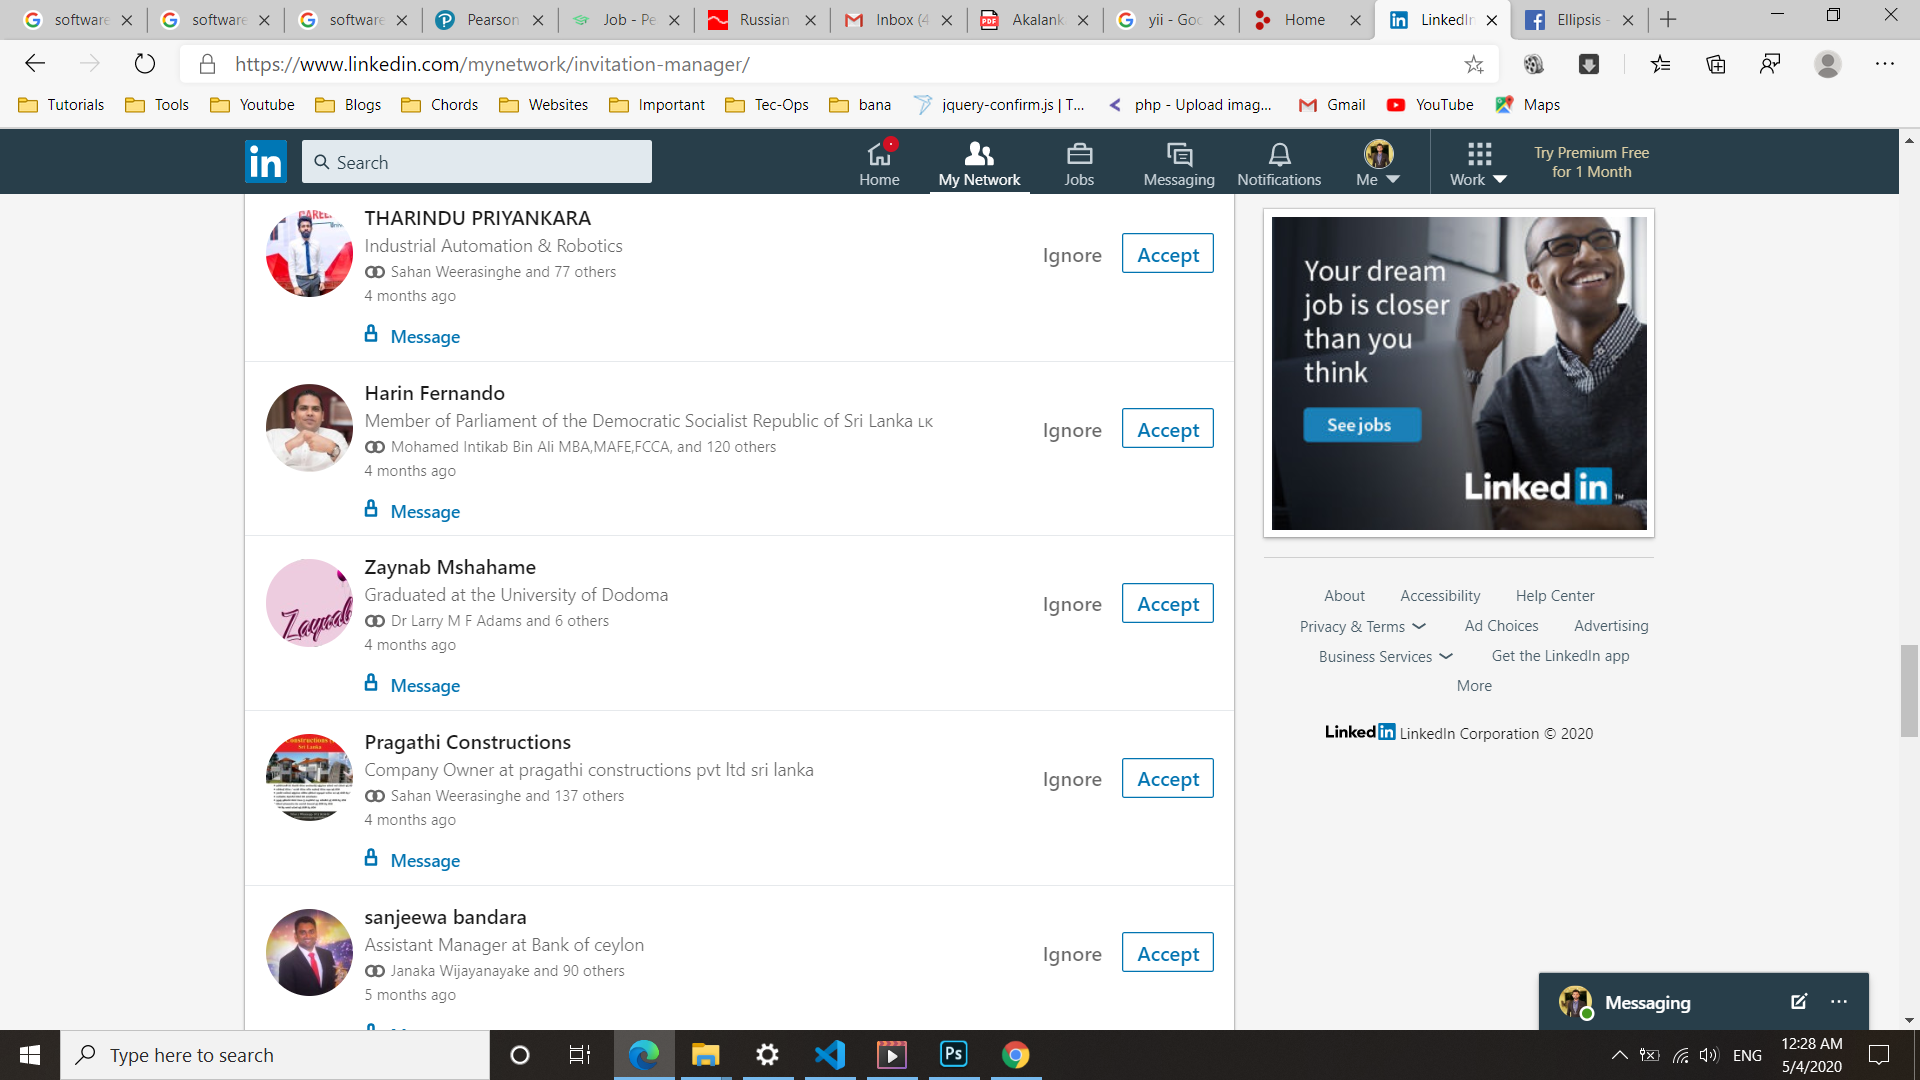 software
software
software
Pearson
Job - Pe
Russian
Inbox (4
Akalank
yii - Goo
Home
LinkedIn
Ellipsis -
https://www.linkedin.com/mynetwork/invitation-manager/
Tutorials
Tools
Youtube
Blogs
Chords
Websites
Important
Tec-Ops
bana
jquery-confirm.js | T...
php - Upload imag...
Gmail
YouTube
Maps
in
Search
Home
My Network
Jobs
Messaging
Notifications
Me
Work
Try Premium Free
for 1 Month
THARINDU PRIYANKARA
Industrial Automation & Robotics
Sahan Weerasinghe and 77 others
4 months ago
Message
Ignore
Accept
Harin Fernando
Member of Parliament of the Democratic Socialist Republic of Sri Lanka LK
Mohamed Intikab Bin Ali MBA,MAFE,FCCA, and 120 others
4 months ago
Message
Ignore
Accept
Zaynab
Zaynab Mshahame
Graduated at the University of Dodoma
Dr Larry M F Adams and 6 others
4 months ago
Message
Ignore
Accept
Pragathi Constructions
Company Owner at pragathi constructions pvt ltd sri lanka
Sahan Weerasinghe and 137 others
4 months ago
Message
Ignore
Accept
sanjeewa bandara
Assistant Manager at Bank of ceylon
Janaka Wijayanayake and 90 others
5 months ago
Ignore
Accept
Your dream
job is closer
than you
think
See jobs
Linked in ™
About
Accessibility
Help Center
Privacy & Terms
Ad Choices
Advertising
Business Services
Get the LinkedIn app
More
Linked in LinkedIn Corporation © 2020
Messaging
Type here to search
Ps
ENG
12:28 AM
5/4/2020